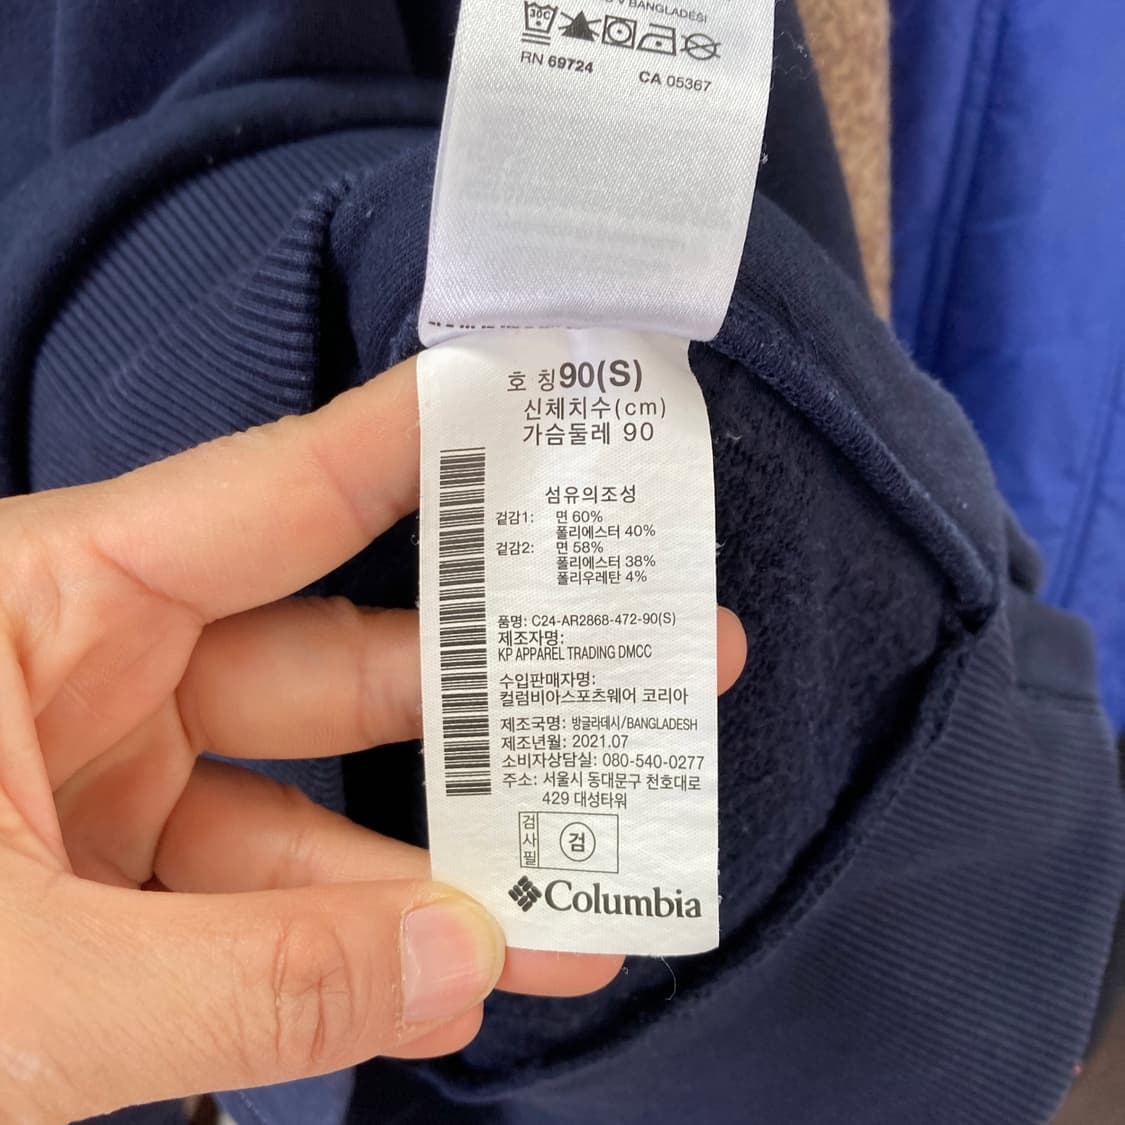 BANGLADESI
30C
RN 69724 CA 05367
호 칭 90(S)
신체치수(cm)
가슴둘레 90
섬유의조성
겉감1: 면 60%
폴리에스터 40%
겉감2: 면 58%
폴리에스터 38%
폴리우레탄 4%
품명: C24-AR2868-472-90(S)
제조자명:
KP APPAREL TRADING DMCC
수입판매자명:
컬럼비아스포츠웨어 코리아
제조국명: 방글라데시/BANGLADESH
제조년월: 2021.07
소비자상담실: 080-540-0277
주소: 서울시 동대문구 천호대로
429 대성타워
검사필 검
Columbia